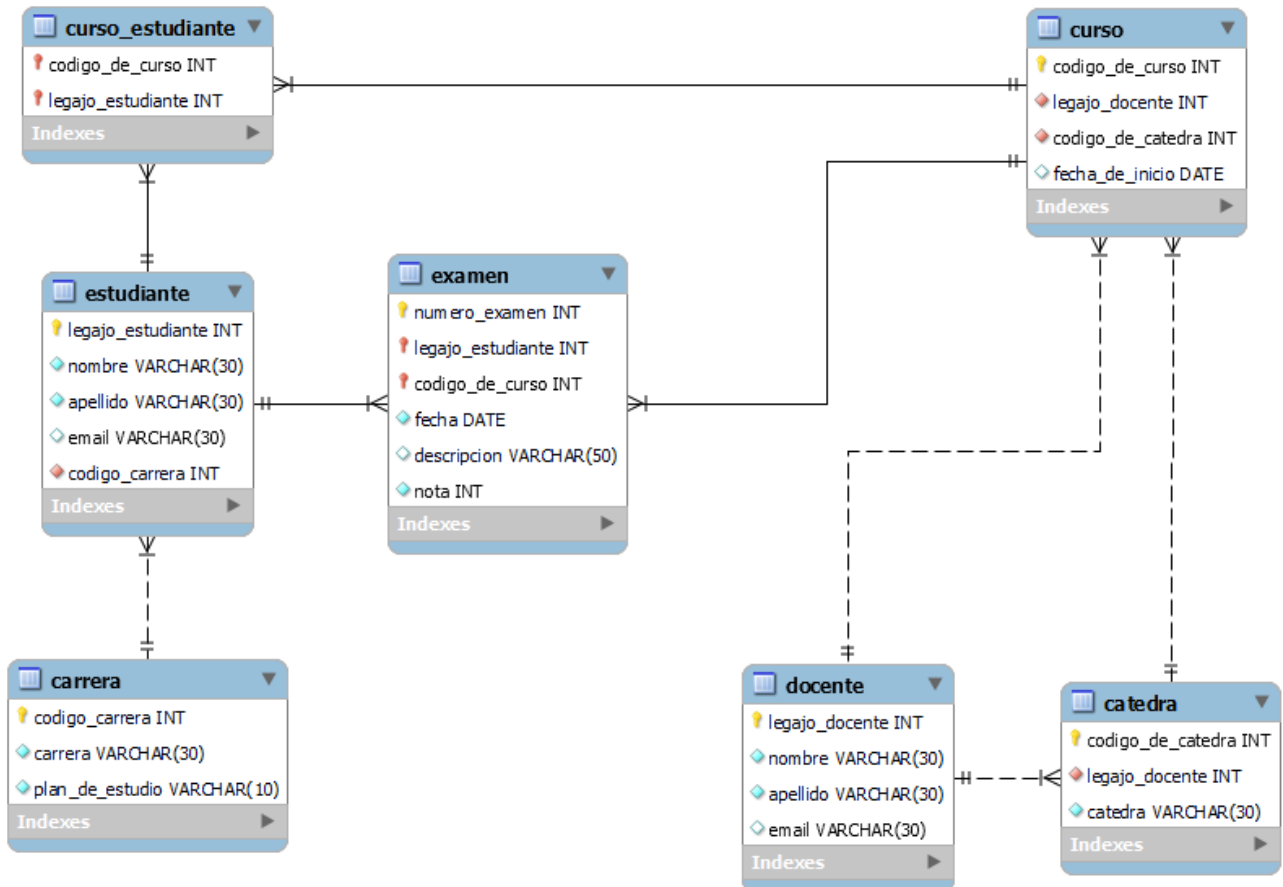 curso_estudiante
codigo_de_curso INT
legajo_estudiante INT
Indexes
curso
codigo_de_curso INT
legajo_docente INT
codigo_de_catedra INT
fecha_de_inicio DATE
Indexes
estudiante
legajo_estudiante INT
nombre VARCHAR(30)
apellido VARCHAR(30)
email VARCHAR(30)
codigo_carrera INT
Indexes
examen
numero_examen INT
legajo_estudiante INT
codigo_de_curso INT
fecha DATE
descripcion VARCHAR(50)
nota INT
Indexes
carrera
codigo_carrera INT
carrera VARCHAR(30)
plan_de_estudio VARCHAR(10)
Indexes
docente
legajo_docente INT
nombre VARCHAR(30)
apellido VARCHAR(30)
email VARCHAR(30)
Indexes
catedra
codigo_de_catedra INT
legajo_docente INT
catedra VARCHAR(30)
Indexes